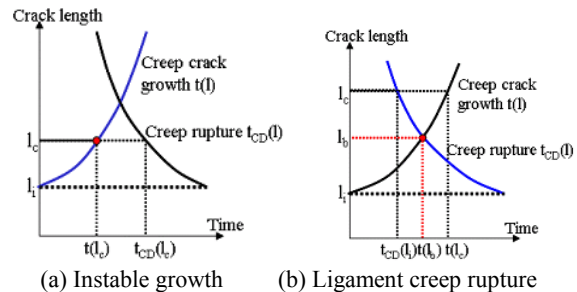 Crack length
Creep crack
growth t(l)
Creep rupture t_CD(l)
l_c
l_i
Time
t(l_c)
t_CD(l_c)
(a) Instable growth
Crack length
Creep crack
growth t(l)
Creep rupture t_CD(l)
l_c
l_b
l_i
Time
t_CD(l_i) t(l_b) t(l_c)
(b) Ligament creep rupture